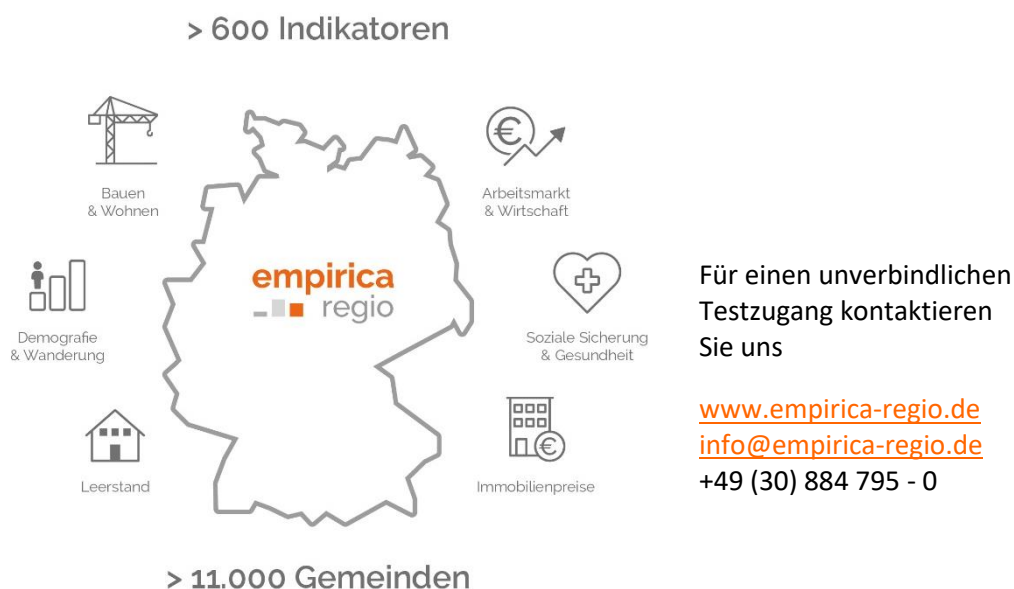 > 600 Indikatoren
Bauen
& Wohnen
Arbeitsmarkt
& Wirtschaft
empirica
regio
Demografie
& Wanderung
Soziale Sicherung
& Gesundheit
Leerstand
Immobilienpreise
> 11.000 Gemeinden
Für einen unverbindlichen
Testzugang kontaktieren
Sie uns
www.empirica-regio.de
info@empirica-regio.de
+49 (30) 884 795 - 0